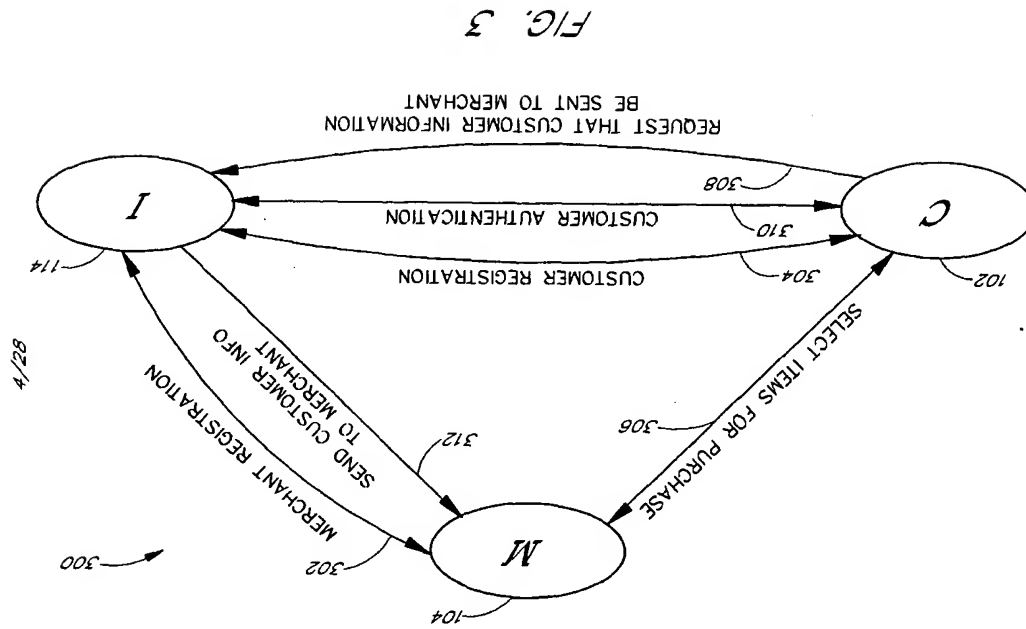 104
300
M
302
306
312
SELECT ITEMS FOR PURCHASE
SEND CUSTOMER INFO
TO MERCHANT
MERCHANT REGISTRATION
4/28
102
304
CUSTOMER REGISTRATION
114
C
310
CUSTOMER AUTHENTICATION
I
308
REQUEST THAT CUSTOMER INFORMATION
BE SENT TO MERCHANT
FIG. 3